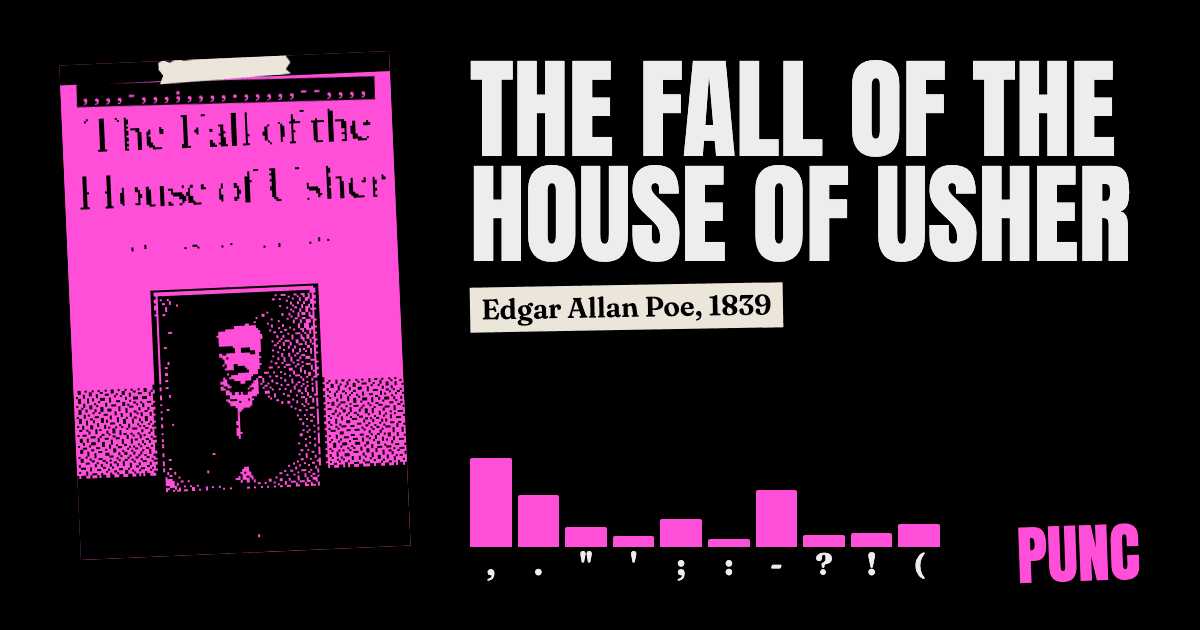 ,,,,-,,,;,,,,.,,,,,--,,,,
The Fall of the
House of Usher
THE FALL OF THE
HOUSE OF USHER
Edgar Allan Poe, 1839
, . " ' ; : - ? ! (
PUNC